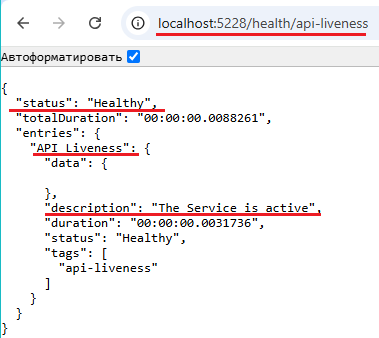 localhost:5228/health/api-liveness
Автоформатировать
{
  "status": "Healthy",
  "totalDuration": "00:00:00.0088261",
  "entries": {
    "API Liveness": {
      "data": {

      },
      "description": "The Service is active",
      "duration": "00:00:00.0031736",
      "status": "Healthy",
      "tags": [
        "api-liveness"
      ]
    }
  }
}